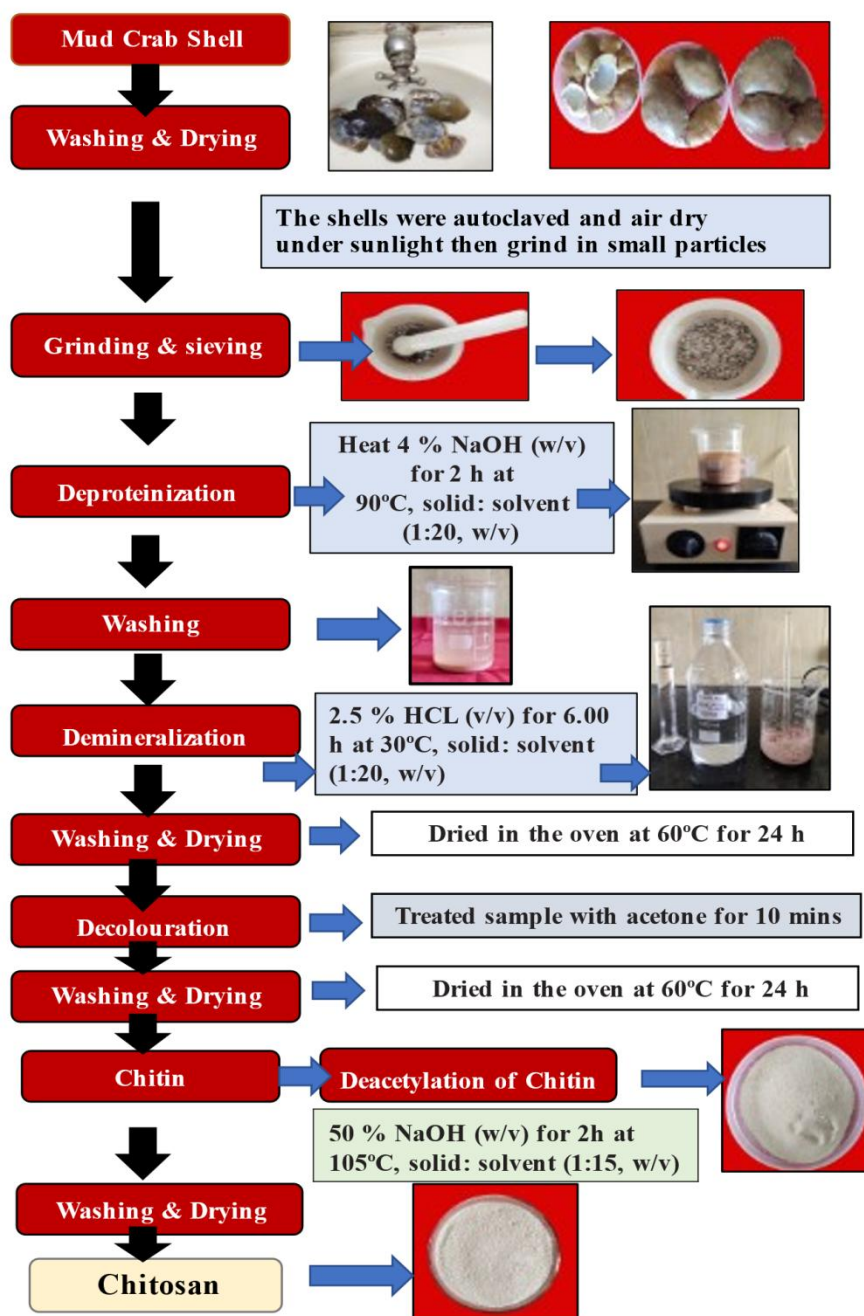 Mud Crab Shell
Washing & Drying
The shells were autoclaved and air dry
under sunlight then grind in small particles
Grinding & sieving
Heat 4 % NaOH (w/v)
for 2 h at
90ºC, solid: solvent
(1:20, w/v)
Deproteinization
Washing
2.5 % HCL (v/v) for 6.00
h at 30ºC, solid: solvent
(1:20, w/v)
Demineralization
Washing & Drying
Dried in the oven at 60ºC for 24 h
Decolouration
Treated sample with acetone for 10 mins
Washing & Drying
Dried in the oven at 60ºC for 24 h
Chitin
Deacetylation of Chitin
50 % NaOH (w/v) for 2h at
105ºC, solid: solvent (1:15, w/v)
Washing & Drying
Chitosan